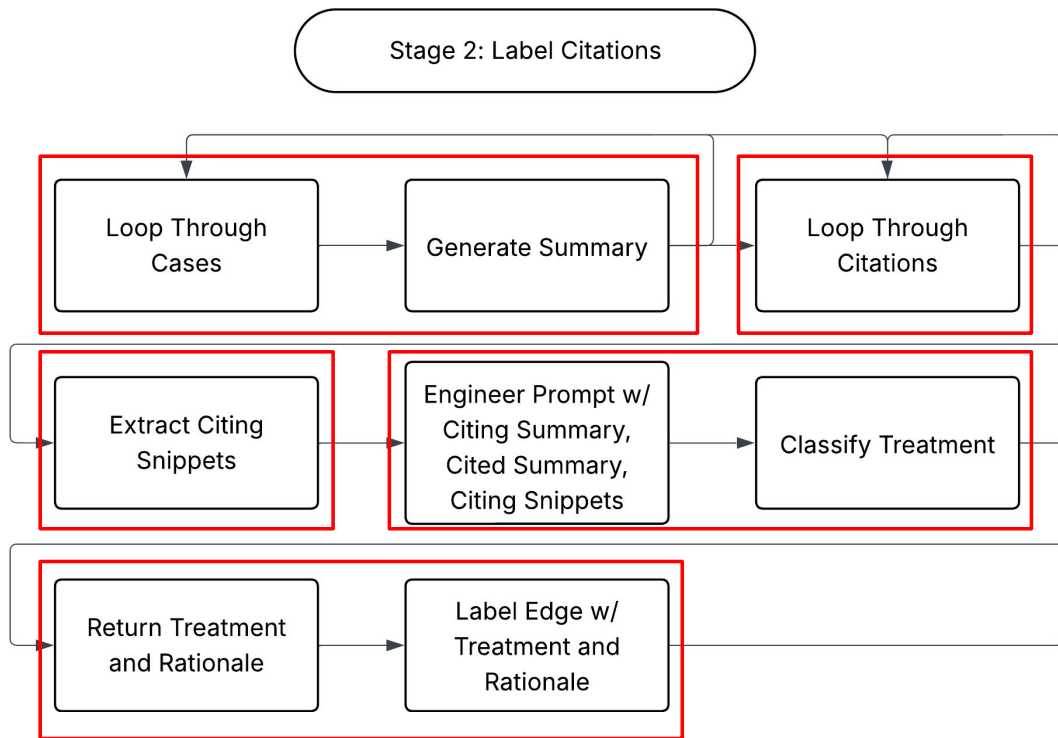 Stage 2: Label Citations
Loop Through
Cases
Generate Summary
Loop Through
Citations
Extract Citing
Snippets
Engineer Prompt w/
Citing Summary,
Cited Summary,
Citing Snippets
Classify Treatment
Return Treatment
and Rationale
Label Edge w/
Treatment and
Rationale